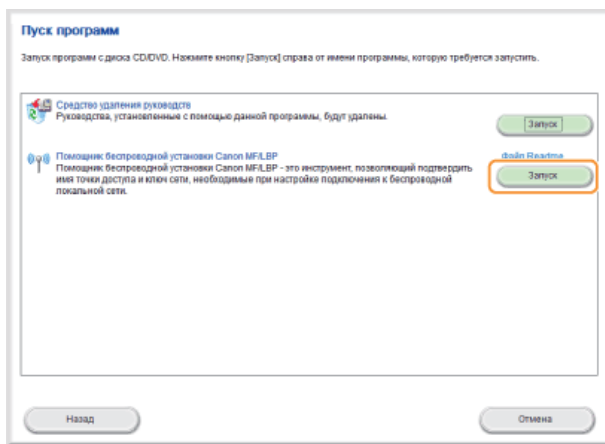 Пуск программ
Запуск программ с диска CD/DVD. Нажмите кнопку [Запуск] справа от имени программы, которую требуется запустить.
Средство удаления руководств
Руководства, установленные с помощью данной программы, будут удалены.
Запуск
Помощник беспроводной установки Canon MF/LBP
Файл Readme
Помощник беспроводной установки Canon MF/LBP - это инструмент, позволяющий подтвердить
имя точки доступа и ключ сети, необходимые при настройке подключения к беспроводной
локальной сети.
Запуск
Назад
Отмена